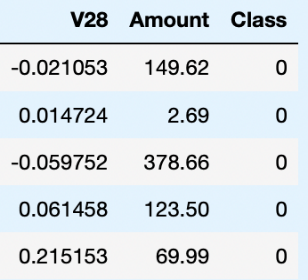 V28 Amount Class
-0.021053 149.62 0
0.014724 2.69 0
-0.059752 378.66 0
0.061458 123.50 0
0.215153 69.99 0